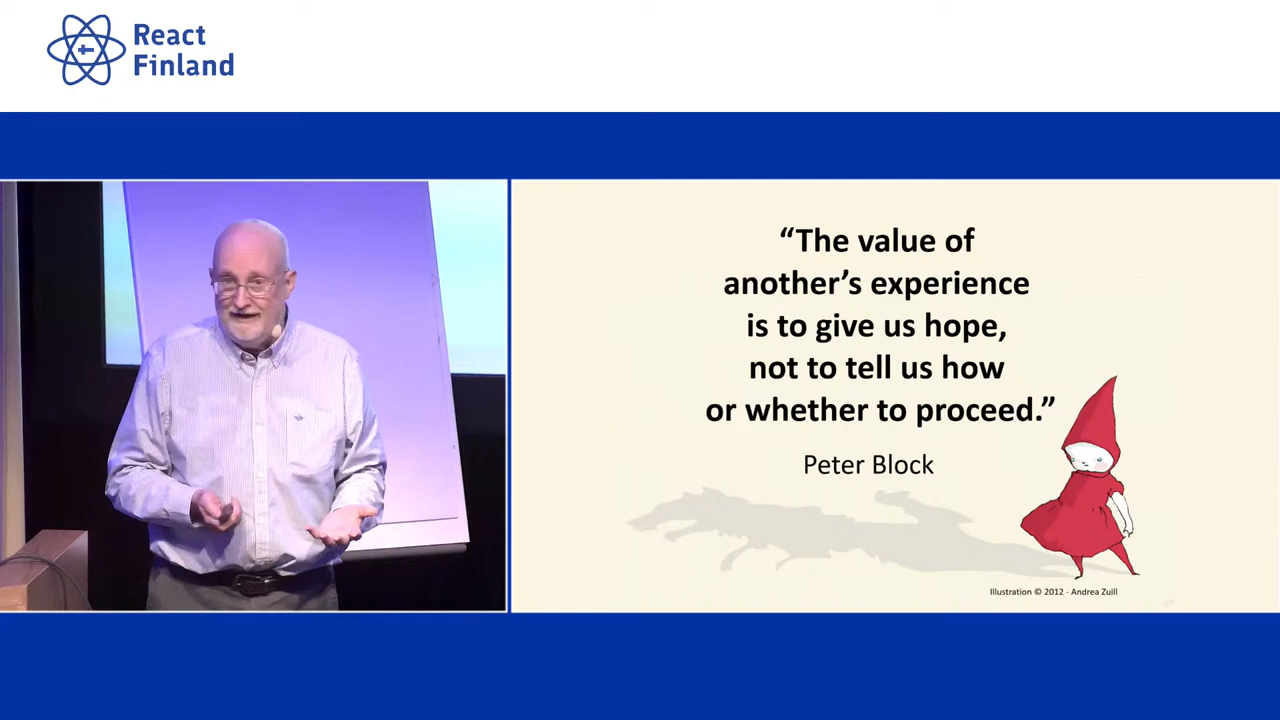 React
Finland
“The value of
another’s experience
is to give us hope,
not to tell us how
or whether to proceed.”
Peter Block
Illustration © 2012 - Andrea Zuill